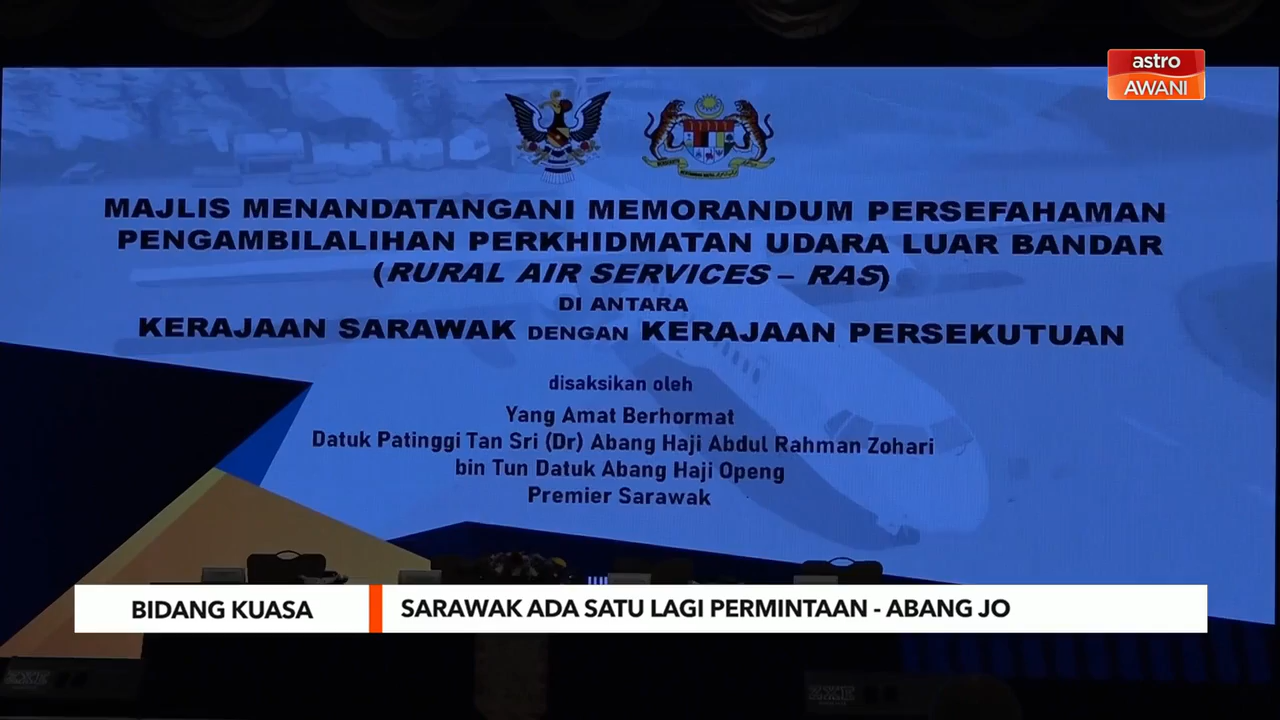 astro
AWANI
MAJLIS MENANDATANGANI MEMORANDUM PERSEFAHAMAN
PENGAMBILALIHAN PERKHIDMATAN UDARA LUAR BANDAR
(RURAL AIR SERVICES – RAS)
DI ANTARA
KERAJAAN SARAWAK DENGAN KERAJAAN PERSEKUTUAN
disaksikan oleh
Yang Amat Berhormat
Datuk Patinggi Tan Sri (Dr) Abang Haji Abdul Rahman Zohari
bin Tun Datuk Abang Haji Openg
Premier Sarawak
BIDANG KUASA
SARAWAK ADA SATU LAGI PERMINTAAN - ABANG JO